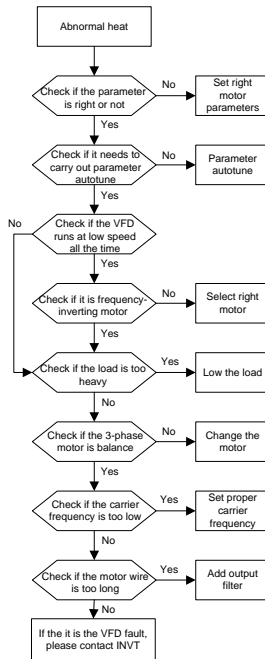 Abnormal heat
Check if the parameter
is right or not
No
Set right
motor
parameters
Yes
Check if it needs to
carry out parameter
autotune
No
Parameter
autotune
Yes
No
Check if the VFD
runs at low speed
all the time
Yes
Check if it is frequency-
inverting motor
No
Select right
motor
Yes
Check if the load is too
heavy
Yes
Low the load
No
Check if the 3-phase
motor is balance
No
Change the
motor
Yes
Check if the carrier
frequency is too low
Yes
Set proper
carrier
frequency
No
Check if the motor wire
is too long
Yes
Add output
filter
No
If the it is the VFD fault,
please contact INVT